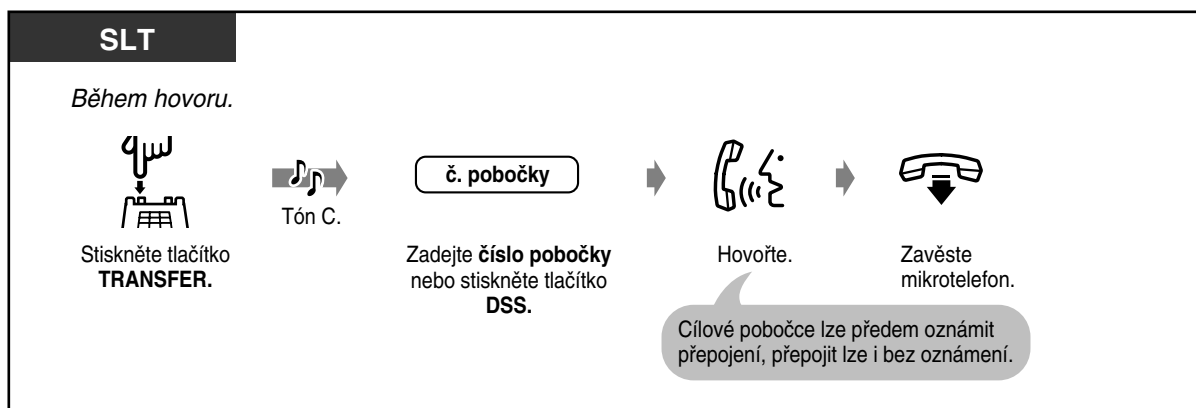 SLT
Během hovoru.
Tón C.
č. pobočky
Stiskněte tlačítko
TRANSFER.
Zadejte číslo pobočky
nebo stiskněte tlačítko
DSS.
Hovořte.
Zavěste
mikrotelefon.
Cílové pobočce lze předem oznámit
přepojení, přepojit lze i bez oznámení.